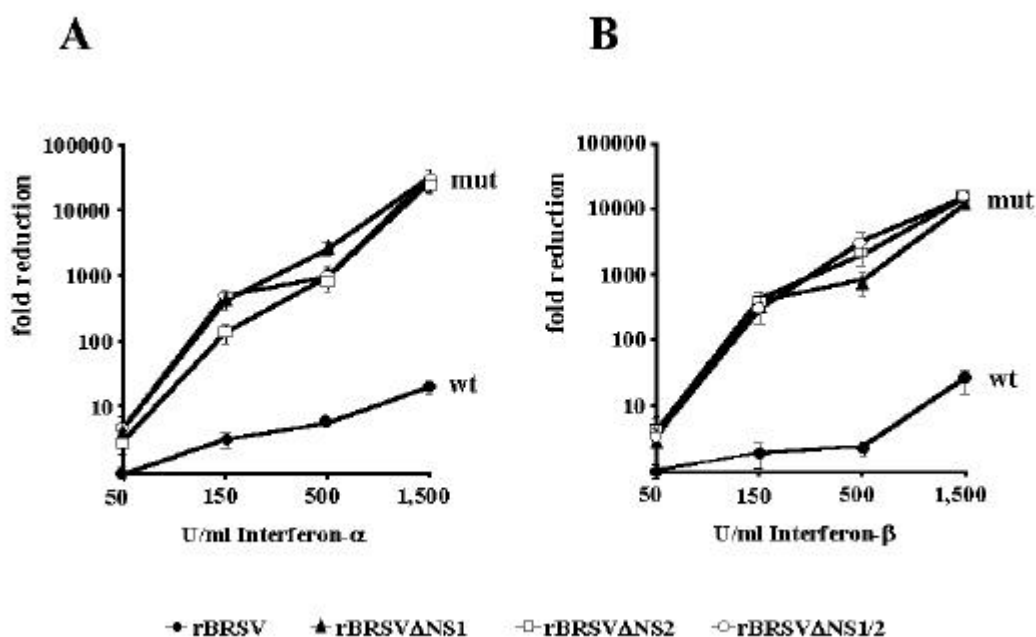 A
B
100000
10000
1000
100
10
fold reduction
mut
wt
50
150
500
1,500
U/ml Interferon-α
100000
10000
1000
100
10
fold reduction
mut
wt
50
150
500
1,500
U/ml Interferon-β
rBRSV rBRSVΔNS1 rBRSVΔNS2 rBRSVΔNS1/2